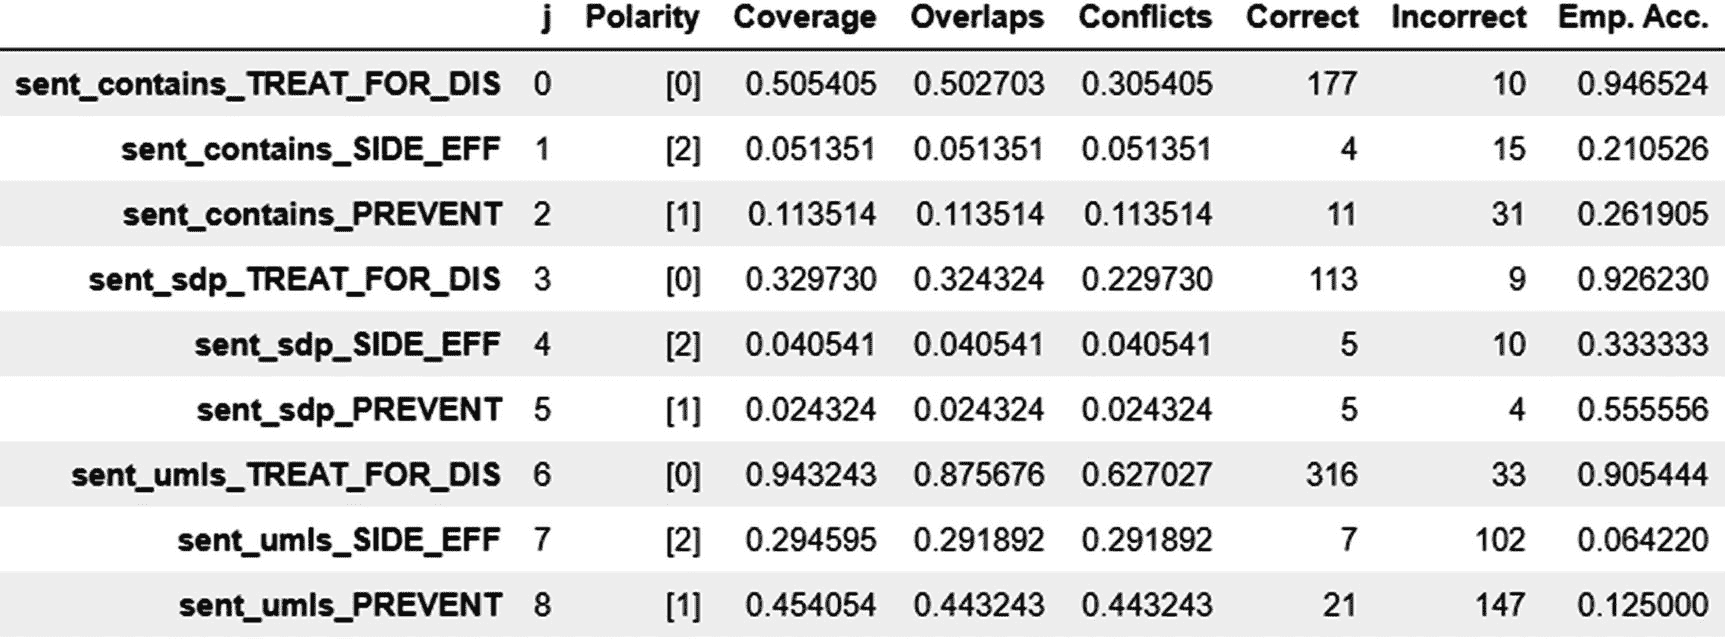 j Polarity Coverage Overlaps Conflicts Correct Incorrect Emp. Acc.
sent_contains_TREAT_FOR_DIS 0 [0] 0.505405 0.502703 0.305405 177 10 0.946524
sent_contains_SIDE_EFF 1 [2] 0.051351 0.051351 0.051351 4 15 0.210526
sent_contains_PREVENT 2 [1] 0.113514 0.113514 0.113514 11 31 0.261905
sent_sdp_TREAT_FOR_DIS 3 [0] 0.329730 0.324324 0.229730 113 9 0.926230
sent_sdp_SIDE_EFF 4 [2] 0.040541 0.040541 0.040541 5 10 0.333333
sent_sdp_PREVENT 5 [1] 0.024324 0.024324 0.024324 5 4 0.555556
sent_umls_TREAT_FOR_DIS 6 [0] 0.943243 0.875676 0.627027 316 33 0.905444
sent_umls_SIDE_EFF 7 [2] 0.294595 0.291892 0.291892 7 102 0.064220
sent_umls_PREVENT 8 [1] 0.454054 0.443243 0.443243 21 147 0.125000